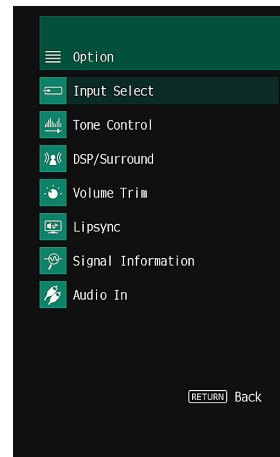 Option
Input Select
Tone Control
DSP/Surround
Volume Trim
Lipsync
Signal Information
Audio In
RETURN Back